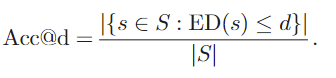 Acc@d = |{s ∈ S : ED(s) ≤ d}| / |S| .